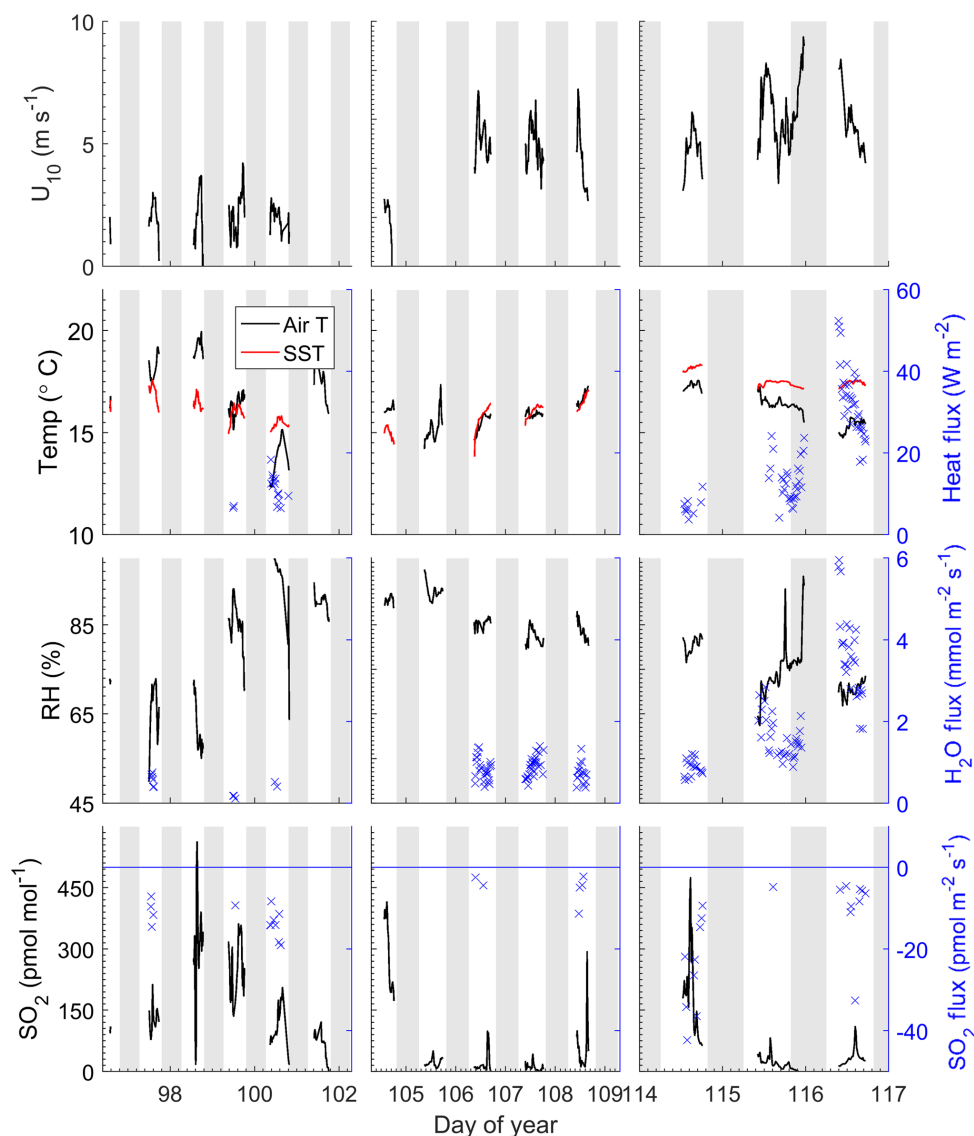 10
5
0
U10 (m s-1)
20
15
10
Temp (° C)
Air T
SST
60
40
20
0
Heat flux (W m-2)
85
65
45
RH (%)
6
4
2
0
H2O flux (mmol m-2 s-1)
450
300
150
0
SO2 (pmol mol-1)
0
-20
-40
SO2 flux (pmol m-2 s-1)
98 100 102 105 106 107 108 109 114 115 116 117
Day of year